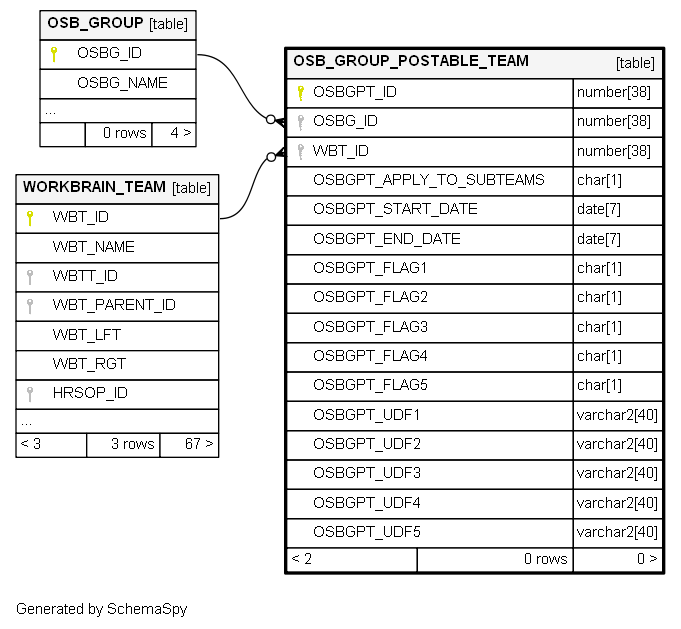 OSB_GROUP [table]
OSBG_ID
OSBG_NAME
...
0 rows 4 >
WORKBRAIN_TEAM [table]
WBT_ID
WBT_NAME
WBTT_ID
WBT_PARENT_ID
WBT_LFT
WBT_RGT
HRSOP_ID
...
< 3 3 rows 67 >
OSB_GROUP_POSTABLE_TEAM [table]
OSBGPT_ID number[38]
OSBG_ID number[38]
WBT_ID number[38]
OSBGPT_APPLY_TO_SUBTEAMS char[1]
OSBGPT_START_DATE date[7]
OSBGPT_END_DATE date[7]
OSBGPT_FLAG1 char[1]
OSBGPT_FLAG2 char[1]
OSBGPT_FLAG3 char[1]
OSBGPT_FLAG4 char[1]
OSBGPT_FLAG5 char[1]
OSBGPT_UDF1 varchar2[40]
OSBGPT_UDF2 varchar2[40]
OSBGPT_UDF3 varchar2[40]
OSBGPT_UDF4 varchar2[40]
OSBGPT_UDF5 varchar2[40]
< 2 0 rows 0 >
Generated by SchemaSpy